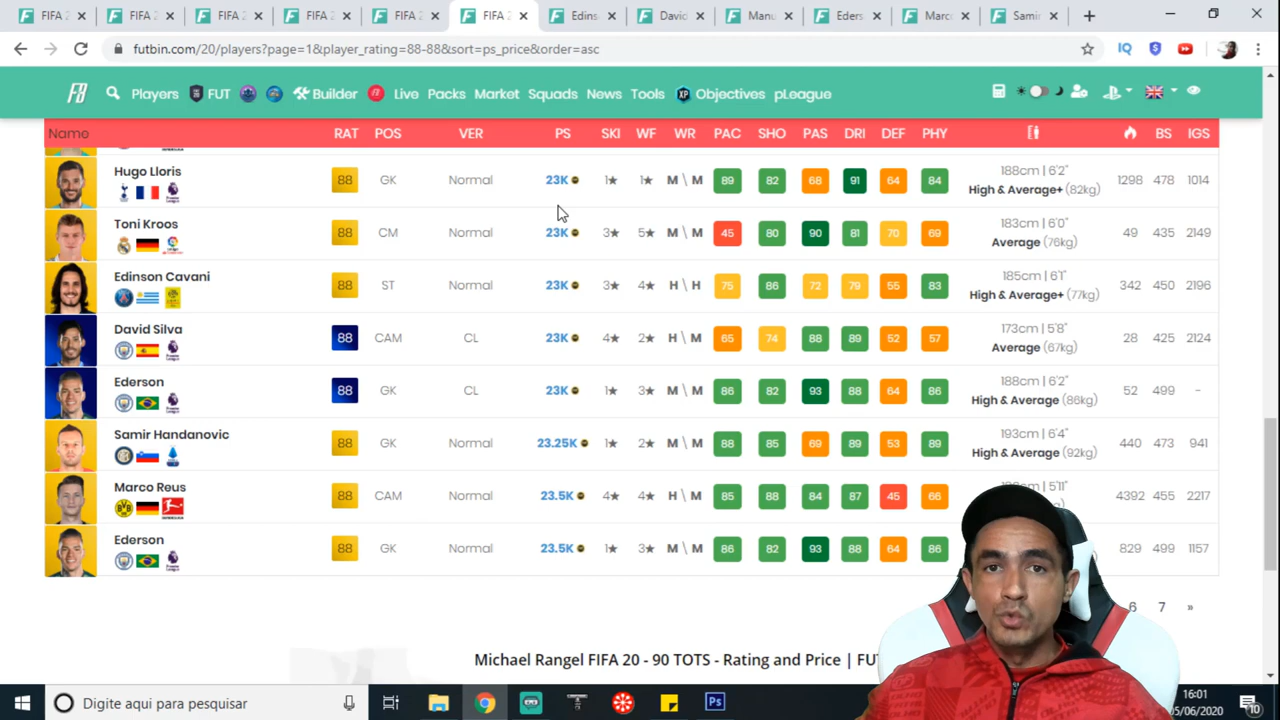 FIFA 2
FIFA 2
FIFA 2
FIFA 2
FIFA 2
FIFA 2
Edins
David
Manu
Eders
Marc
Samir
futbin.com/20/players?page=1&player_rating=88-88&sort=ps_price&order=asc
IQ
Players FUT Builder Live Packs Market Squads News Tools XP Objectives pLeague
Name RAT POS VER PS SKI WF WR PAC SHO PAS DRI DEF PHY BS IGS
Hugo Lloris 88 GK Normal 23K 1★ 1★ M \ M 89 82 68 91 64 84 188cm | 6'2" 1298 478 1014
High & Average+ (82kg)
Toni Kroos 88 CM Normal 23K 3★ 5★ M \ M 45 80 90 81 70 69 183cm | 6'0" 49 435 2149
Average (76kg)
Edinson Cavani 88 ST Normal 23K 3★ 4★ H \ H 75 86 72 79 55 83 185cm | 6'1" 342 450 2196
High & Average+ (77kg)
David Silva 88 CAM CL 23K 4★ 2★ H \ M 65 74 88 89 52 57 173cm | 5'8" 28 425 2124
Average (67kg)
Ederson 88 GK CL 23K 1★ 3★ M \ M 86 82 93 88 64 86 188cm | 6'2" 52 499 -
High & Average (86kg)
Samir Handanovic 88 GK Normal 23.25K 1★ 2★ M \ M 88 85 69 89 53 89 193cm | 6'4" 440 473 941
High & Average (92kg)
Marco Reus 88 CAM Normal 23.5K 4★ 4★ H \ M 85 88 84 87 45 66 5'11" 4392 455 2217
Ederson 88 GK Normal 23.5K 1★ 3★ M \ M 86 82 93 88 64 86 829 499 1157
6 7 »
Michael Rangel FIFA 20 - 90 TOTS - Rating and Price | FU
Digite aqui para pesquisar
Ps
16:01
05/06/2020
10